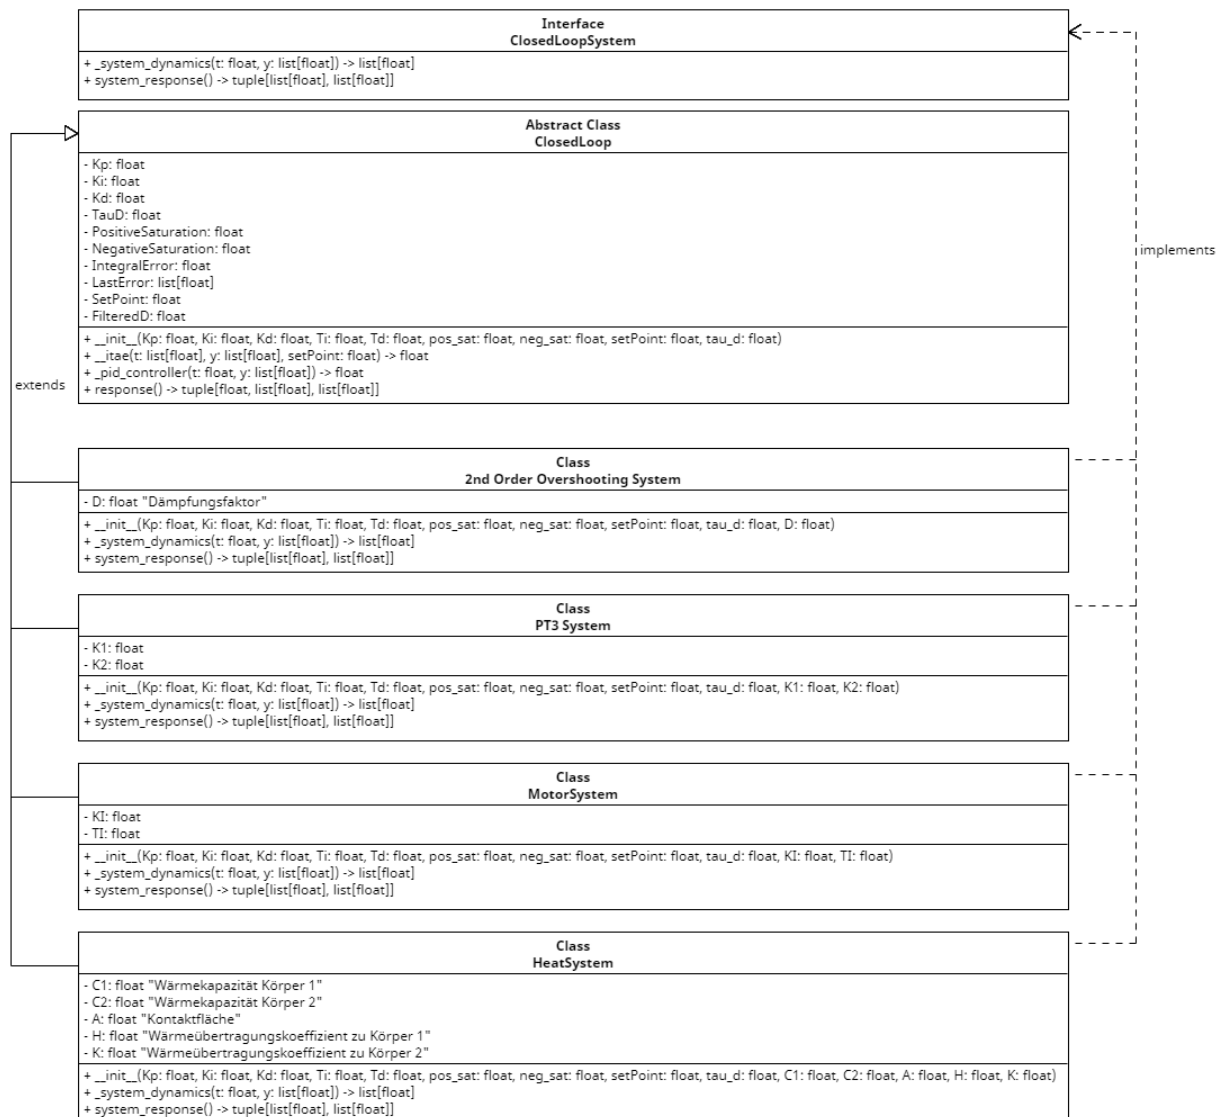 Interface
ClosedLoopSystem
+ _system_dynamics(t: float, y: list[float]) -> list[float]
+ system_response() -> tuple[list[float], list[float]]
Abstract Class
ClosedLoop
- Kp: float
- Ki: float
- Kd: float
- TauD: float
- PositiveSaturation: float
- NegativeSaturation: float
- IntegralError: float
- LastError: list[float]
- SetPoint: float
- FilteredD: float
+ __init__(Kp: float, Ki: float, Kd: float, Ti: float, Td: float, pos_sat: float, neg_sat: float, setPoint: float, tau_d: float)
+ __itae(t: list[float], y: list[float], setPoint: float) -> float
+ _pid_controller(t: float, y: list[float]) -> float
+ response() -> tuple[float, list[float], list[float]]
extends
implements
Class
2nd Order Overshooting System
- D: float "Dämpfungsfaktor"
+ __init__(Kp: float, Ki: float, Kd: float, Ti: float, Td: float, pos_sat: float, neg_sat: float, setPoint: float, tau_d: float, D: float)
+ _system_dynamics(t: float, y: list[float]) -> list[float]
+ system_response() -> tuple[list[float], list[float]]
Class
PT3 System
- K1: float
- K2: float
+ __init__(Kp: float, Ki: float, Kd: float, Ti: float, Td: float, pos_sat: float, neg_sat: float, setPoint: float, tau_d: float, K1: float, K2: float)
+ _system_dynamics(t: float, y: list[float]) -> list[float]
+ system_response() -> tuple[list[float], list[float]]
Class
MotorSystem
- KI: float
- TI: float
+ __init__(Kp: float, Ki: float, Kd: float, Ti: float, Td: float, pos_sat: float, neg_sat: float, setPoint: float, tau_d: float, KI: float, TI: float)
+ _system_dynamics(t: float, y: list[float]) -> list[float]
+ system_response() -> tuple[list[float], list[float]]
Class
HeatSystem
- C1: float "Wärmekapazität Körper 1"
- C2: float "Wärmekapazität Körper 2"
- A: float "Kontaktfläche"
- H: float "Wärmeübertragungskoeffizient zu Körper 1"
- K: float "Wärmeübertragungskoeffizient zu Körper 2"
+ __init__(Kp: float, Ki: float, Kd: float, Ti: float, Td: float, pos_sat: float, neg_sat: float, setPoint: float, tau_d: float, C1: float, C2: float, A: float, H: float, K: float)
+ _system_dynamics(t: float, y: list[float]) -> list[float]
+ system_response() -> tuple[list[float], list[float]]